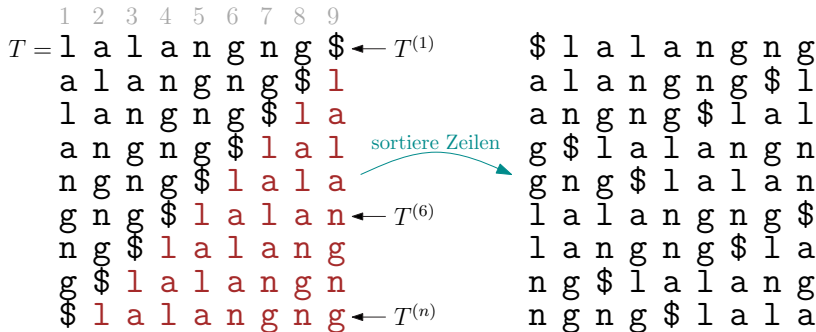 1 2 3 4 5 6 7 8 9
T = l a l a n g n g $ T^(1) $ l a l a n g n g
a l a n g n g $ l a l a n g n g $ l
l a n g n g $ l a a n g n g $ l a l
a n g n g $ l a l sortiere Zeilen g $ l a l a n g n
n g n g $ l a l a g n g $ l a l a n
g n g $ l a l a n T^(6) l a l a n g n g $
n g $ l a l a n g l a n g n g $ l a
g $ l a l a n g n n g $ l a l a n g
$ l a l a n g n g T^(n) n g n g $ l a l a